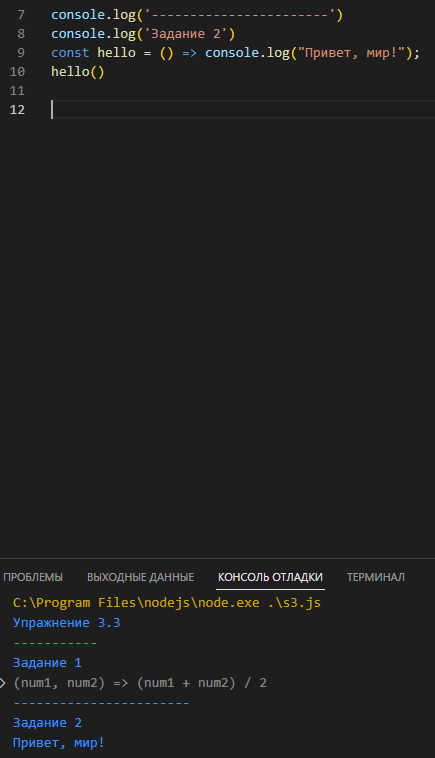 7 console.log('-----------------------')
8 console.log('Задание 2')
9 const hello = () => console.log("Привет, мир!");
10 hello()
11
12
ПРОБЛЕМЫ ВЫХОДНЫЕ ДАННЫЕ КОНСОЛЬ ОТЛАДКИ ТЕРМИНАЛ
C:\Program Files\nodejs\node.exe .\s3.js
Упражнение 3.3
-----------
Задание 1
> (num1, num2) => (num1 + num2) / 2
-----------------------
Задание 2
Привет, мир!